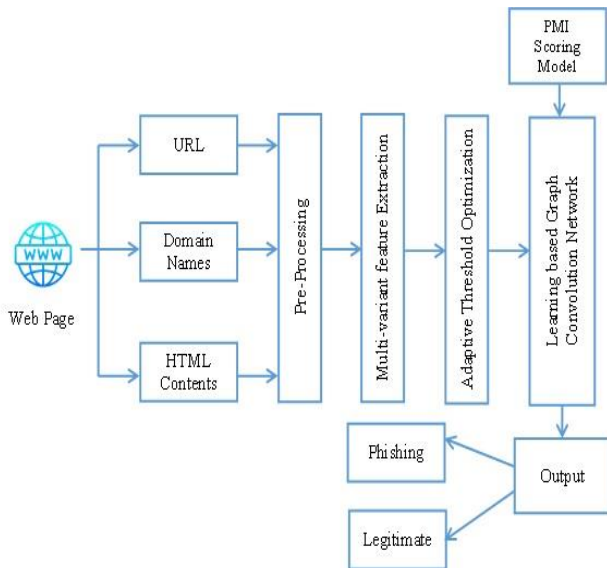 PMI
Scoring
Model
URL
WWW
Web Page
Domain
Names
HTML
Contents
Pre-Processing
Multi-variant feature Extraction
Adaptive Threshold Optimization
Learning based Graph
Convolution Network
Output
Phishing
Legitimate